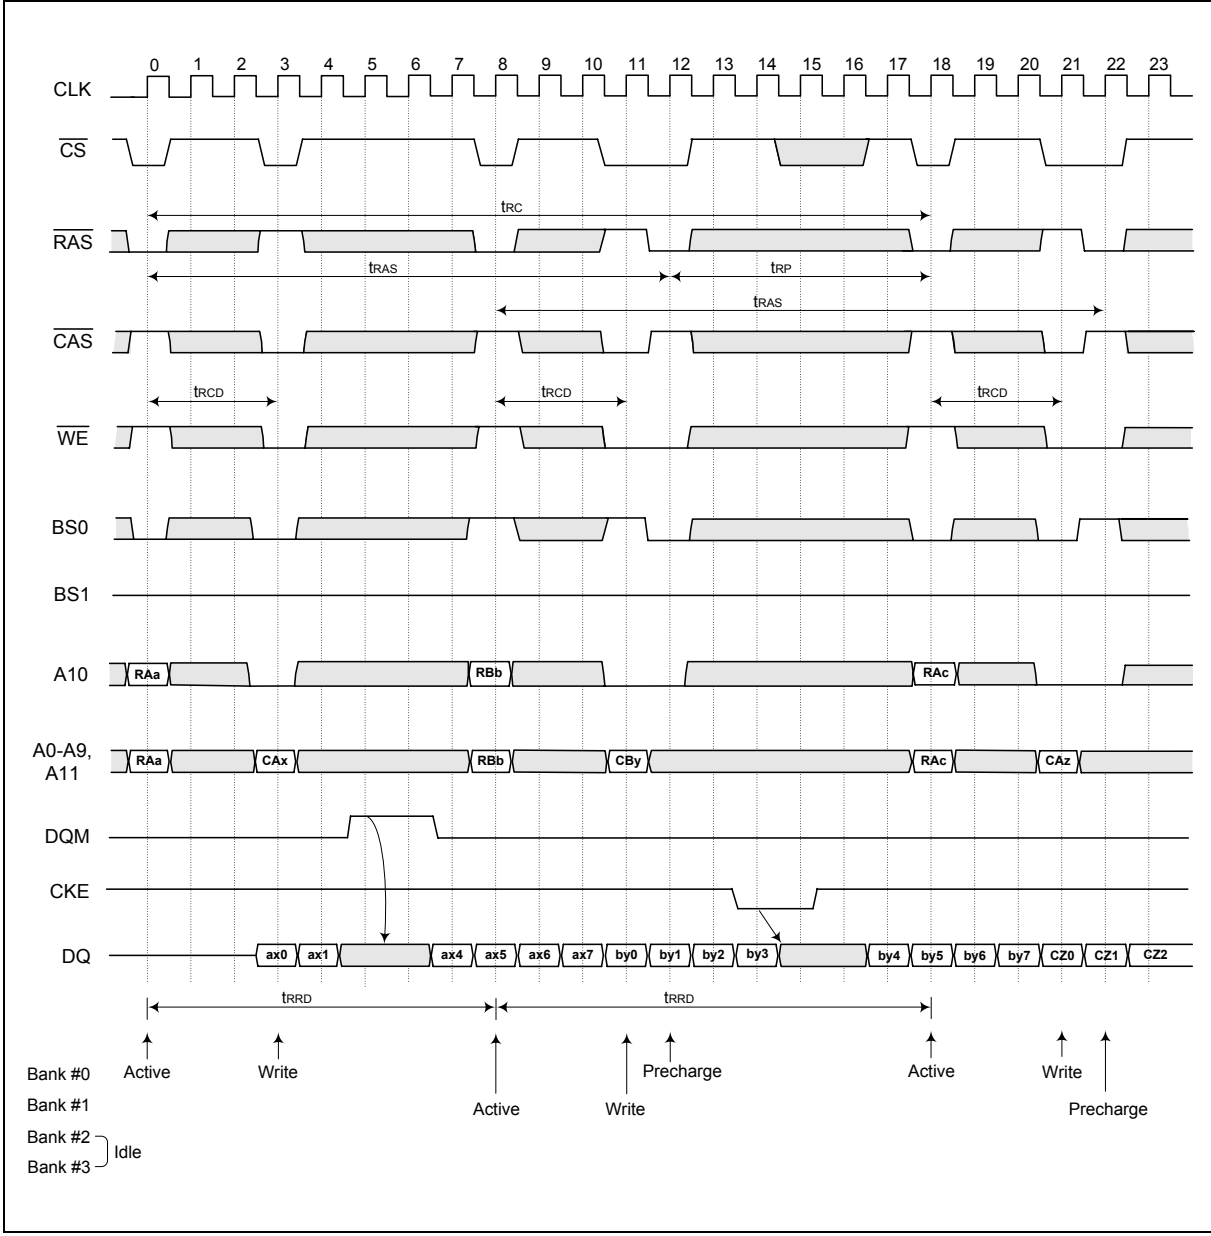 0 1 2 3 4 5 6 7 8 9 10 11 12 13 14 15 16 17 18 19 20 21 22 23
CLK
CS
tRC
RAS
tRAS tRP
tRAS
CAS
tRCD tRCD tRCD
WE
BS0
BS1
A10 RAa RBb RAc
A0-A9,
A11
RAa CAx RBb CBy RAc CAz
DQM
CKE
DQ ax0 ax1 ax4 ax5 ax6 ax7 by0 by1 by2 by3 by4 by5 by6 by7 CZ0 CZ1 CZ2
tRRD tRRD
Bank #0 Active Write Precharge Active Write
Bank #1 Active Write Precharge
Bank #2
Idle
Bank #3